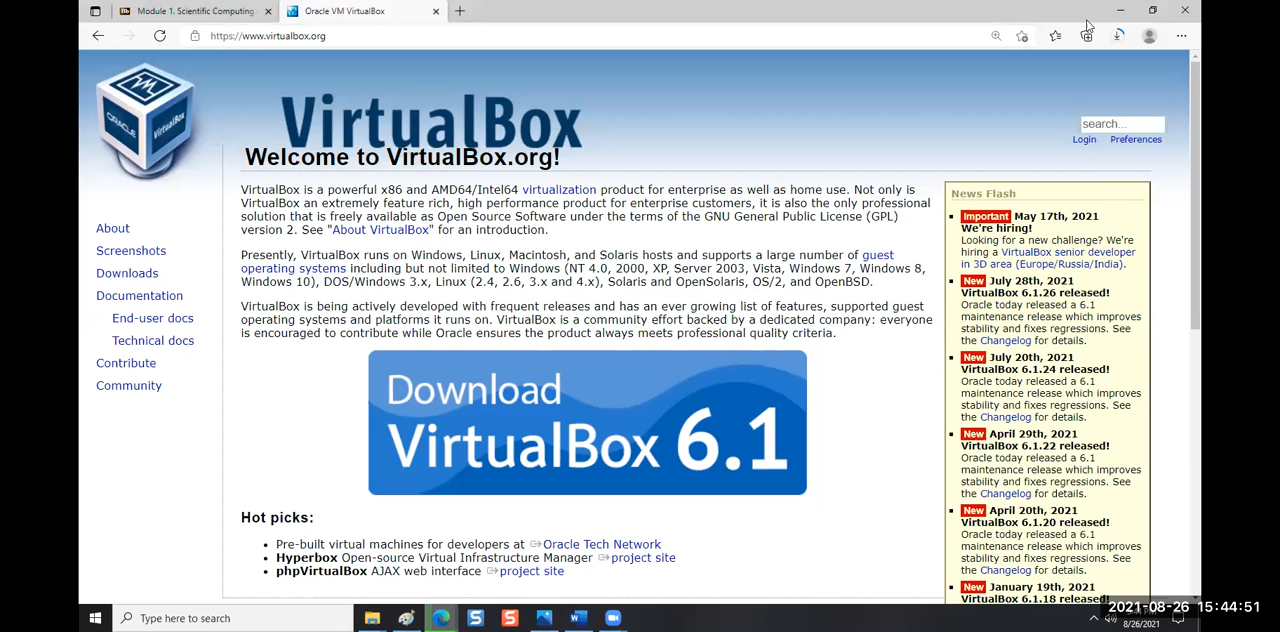 Module 1. Scientific Computing
Oracle VM VirtualBox
https://www.virtualbox.org
VirtualBox
ORACLE
VirtualBox
search...
Login Preferences
Welcome to VirtualBox.org!
VirtualBox is a powerful x86 and AMD64/Intel64 virtualization product for enterprise as well as home use. Not only is
VirtualBox an extremely feature rich, high performance product for enterprise customers, it is also the only professional
solution that is freely available as Open Source Software under the terms of the GNU General Public License (GPL)
version 2. See "About VirtualBox" for an introduction.
Presently, VirtualBox runs on Windows, Linux, Macintosh, and Solaris hosts and supports a large number of guest
operating systems including but not limited to Windows (NT 4.0, 2000, XP, Server 2003, Vista, Windows 7, Windows 8,
Windows 10), DOS/Windows 3.x, Linux (2.4, 2.6, 3.x and 4.x), Solaris and OpenSolaris, OS/2, and OpenBSD.
VirtualBox is being actively developed with frequent releases and has an ever growing list of features, supported guest
operating systems and platforms it runs on. VirtualBox is a community effort backed by a dedicated company: everyone
is encouraged to contribute while Oracle ensures the product always meets professional quality criteria.
About
Screenshots
Downloads
Documentation
End-user docs
Technical docs
Contribute
Community
Download
VirtualBox 6.1
Hot picks:
Pre-built virtual machines for developers at Oracle Tech Network
Hyperbox Open-source Virtual Infrastructure Manager project site
phpVirtualBox AJAX web interface project site
News Flash
Important May 17th, 2021
We're hiring!
Looking for a new challenge? We're
hiring a VirtualBox senior developer
in 3D area (Europe/Russia/India).
New July 28th, 2021
VirtualBox 6.1.26 released!
Oracle today released a 6.1
maintenance release which improves
stability and fixes regressions. See
the Changelog for details.
New July 20th, 2021
VirtualBox 6.1.24 released!
Oracle today released a 6.1
maintenance release which improves
stability and fixes regressions. See
the Changelog for details.
New April 29th, 2021
VirtualBox 6.1.22 released!
Oracle today released a 6.1
maintenance release which improves
stability and fixes regressions. See
the Changelog for details.
New April 20th, 2021
VirtualBox 6.1.20 released!
Oracle today released a 6.1
maintenance release which improves
stability and fixes regressions. See
the Changelog for details.
New January 19th, 2021
VirtualBox 6.1.18 released!
Type here to search
2021-08-26 15:44:51
8/26/2021